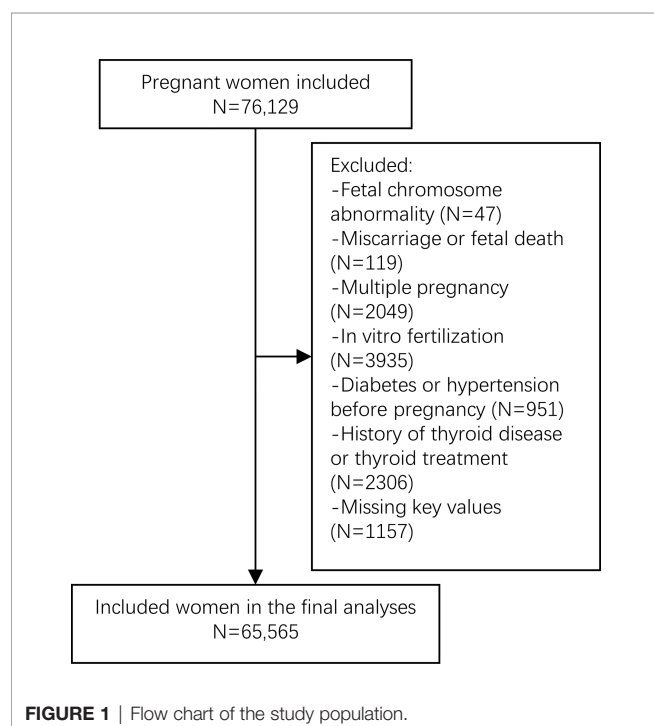 Pregnant women included
N=76,129
Excluded:
-Fetal chromosome
abnormality (N=47)
-Miscarriage or fetal death
(N=119)
-Multiple pregnancy
(N=2049)
-In vitro fertilization
(N=3935)
-Diabetes or hypertension
before pregnancy (N=951)
-History of thyroid disease
or thyroid treatment
(N=2306)
-Missing key values
(N=1157)
Included women in the final analyses
N=65,565
FIGURE 1 | Flow chart of the study population.